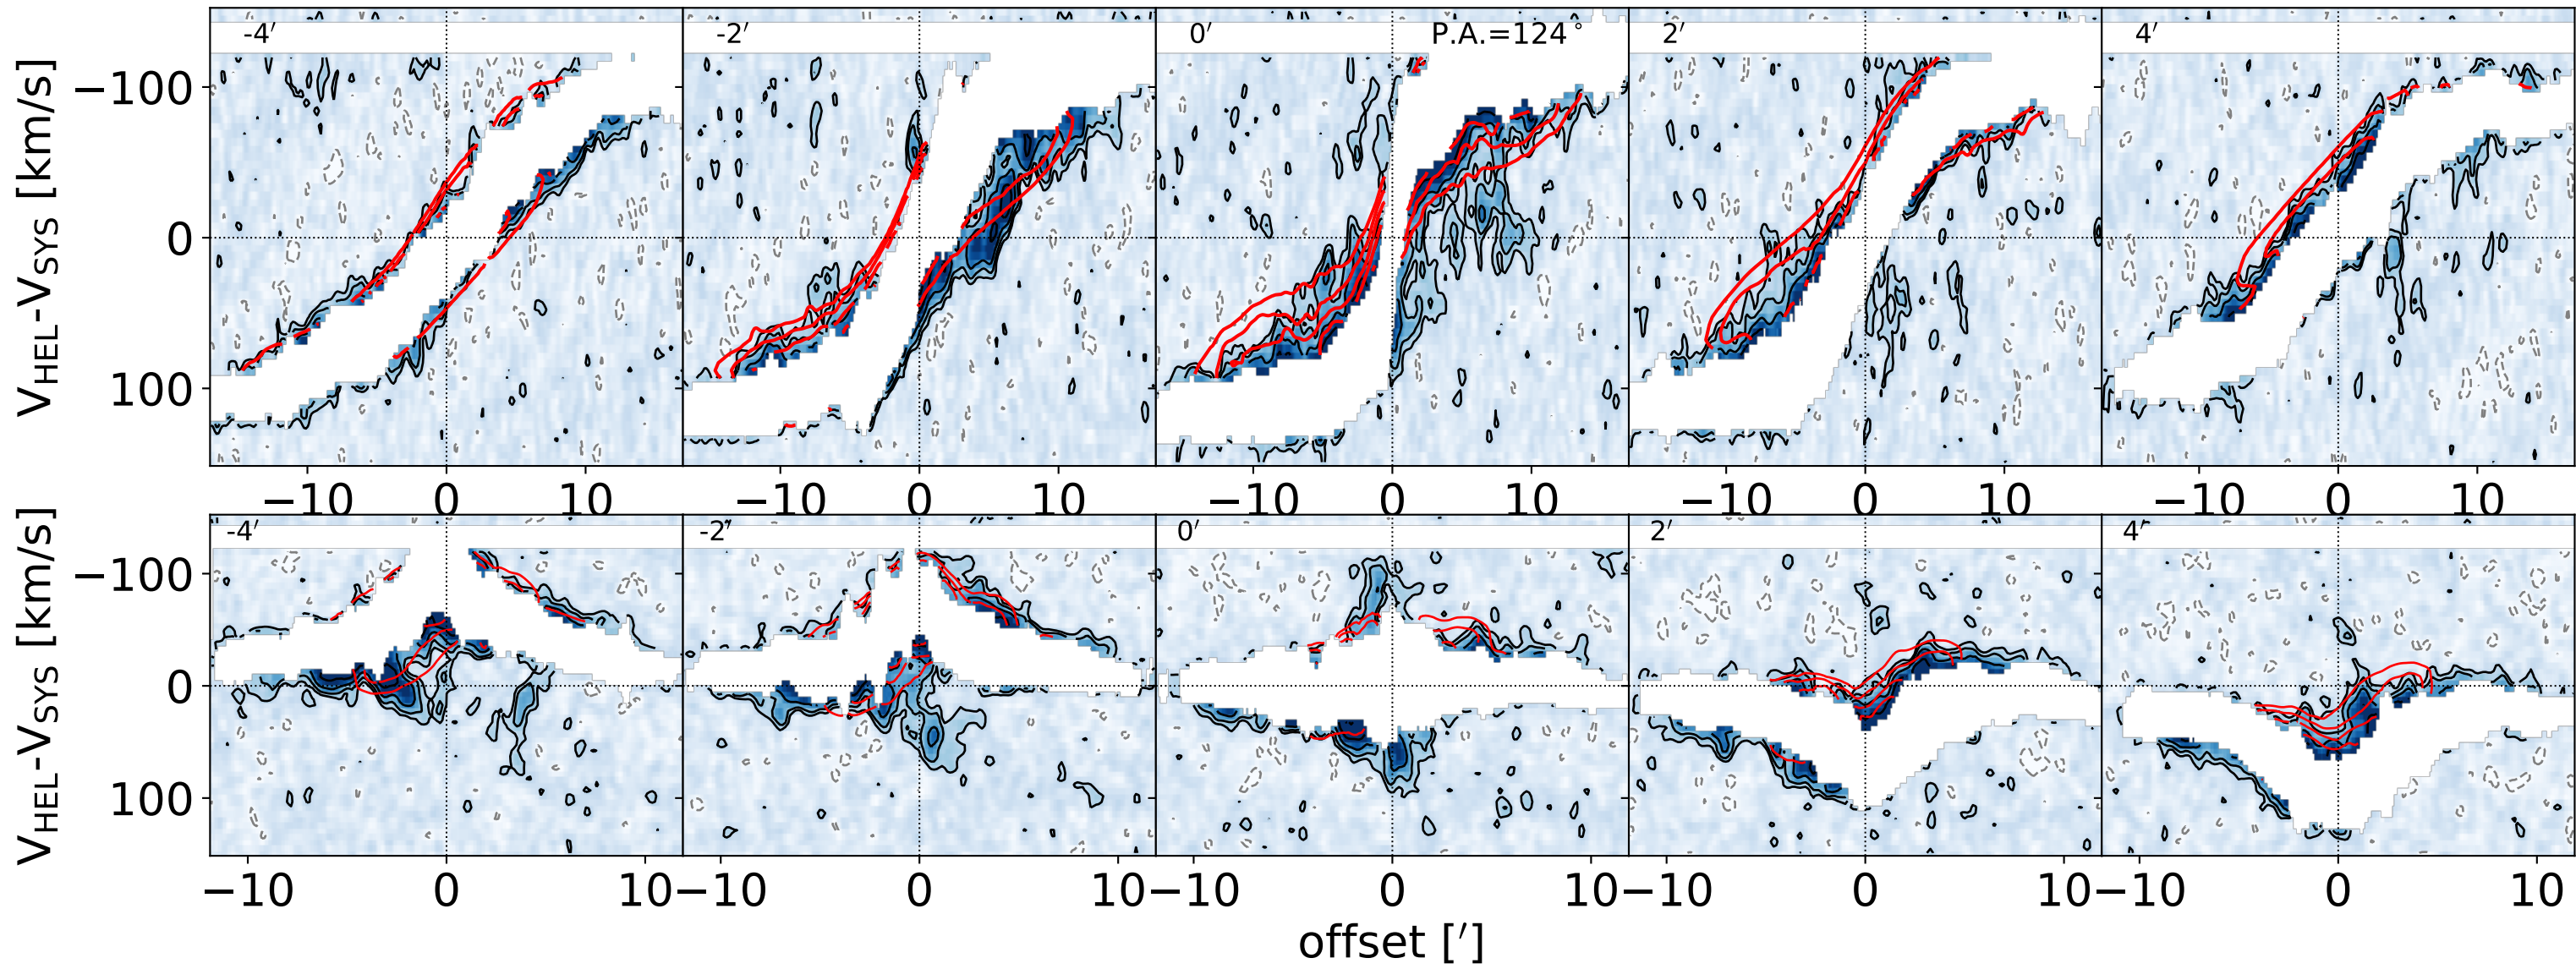 -4′ -2′ 0′ P.A.=124° 2′ 4′
V_HEL-V_SYS [km/s]
−100
0
100
−10 0 10 −10 0 10 −10 0 10 −10 0 10 −10 0 10
-4′ -2′ 0′ 2′ 4′
V_HEL-V_SYS [km/s]
−100
0
100
−10 0 10 −10 0 10 −10 0 10 −10 0 10 −10 0 10
offset [′]